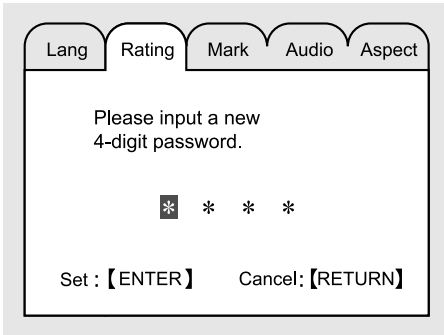 Lang Rating Mark Audio Aspect
Please input a new
4-digit password.
* * * *
Set :【ENTER】 Cancel:【RETURN】